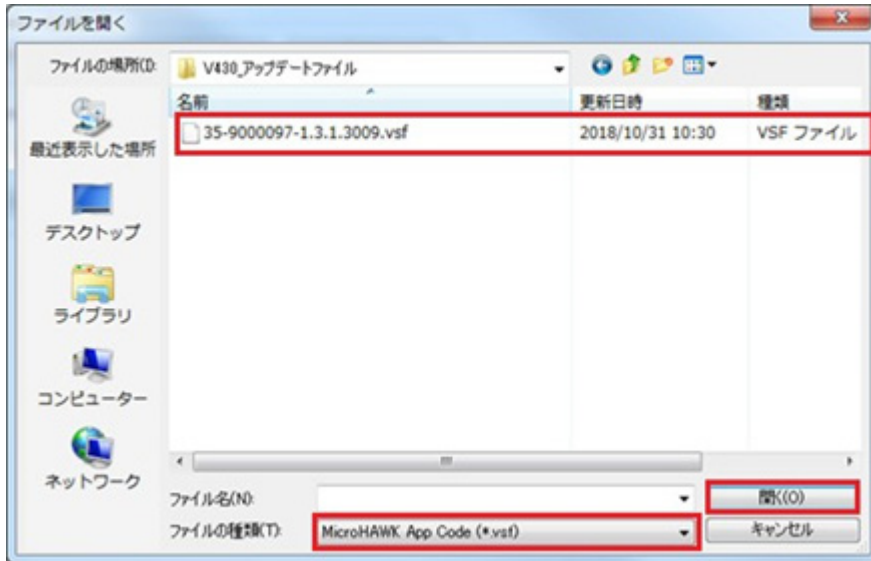 ファイルを開く
ファイルの場所(I):
V430_アップデートファイル
名前
更新日時
種類
35-9000097-1.3.1.3009.vsf
2018/10/31 10:30
VSF ファイル
最近表示した場所
デスクトップ
ライブラリ
コンピューター
ネットワーク
ファイル名(N):
開く(O)
ファイルの種類(T):
MicroHAWK App Code (*.vsf)
キャンセル